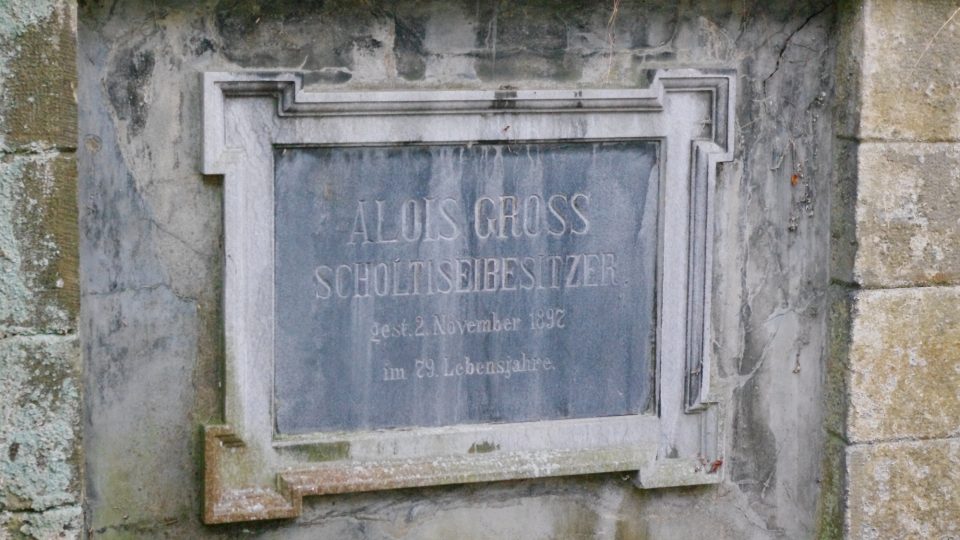 ALOIS GROSS
SCHOLTISEIBESITZER.
gest. 2. November 1897
im 79. Lebensjahre.